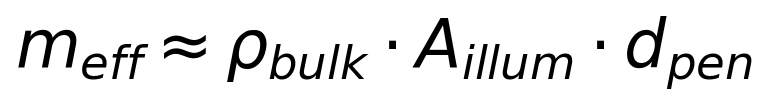 m_eff ≈ ρ_bulk · A_illum · d_pen